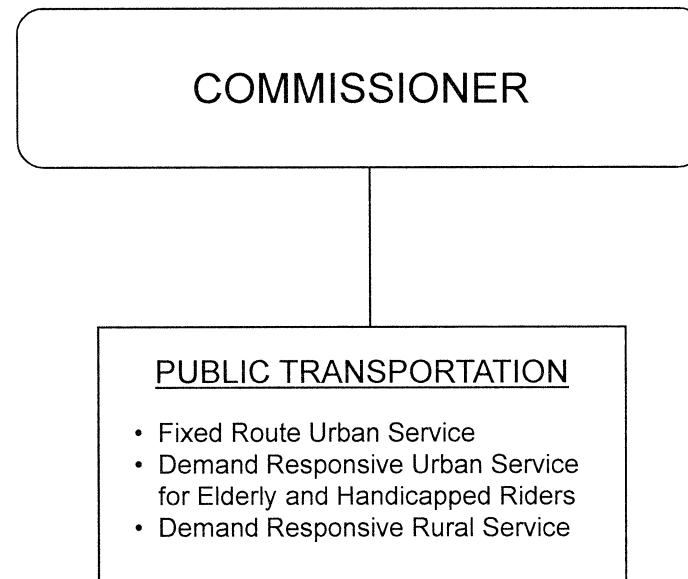 COMMISSIONER
PUBLIC TRANSPORTATION
• Fixed Route Urban Service
• Demand Responsive Urban Service
for Elderly and Handicapped Riders
• Demand Responsive Rural Service